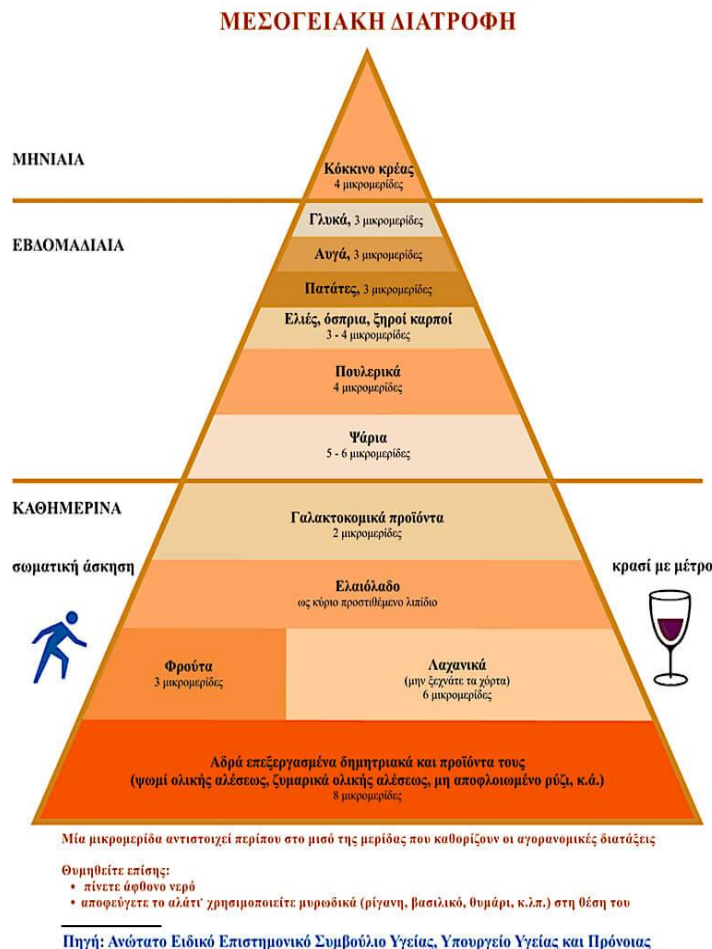 ΜΕΣΟΓΕΙΑΚΗ ΔΙΑΤΡΟΦΗ
ΜΗΝΙΑΙΑ
Κόκκινο κρέας
4 μικρομερίδες
ΕΒΔΟΜΑΔΙΑΙΑ
Γλυκά, 3 μικρομερίδες
Αυγά, 3 μικρομερίδες
Πατάτες, 3 μικρομερίδες
Ελιές, όσπρια, ξηροί καρποί
3 - 4 μικρομερίδες
Πουλερικά
4 μικρομερίδες
Ψάρια
5 - 6 μικρομερίδες
ΚΑΘΗΜΕΡΙΝΑ
Γαλακτοκομικά προϊόντα
2 μικρομερίδες
σωματική άσκηση
κρασί με μέτρο
Ελαιόλαδο
ως κύριο προστιθέμενο λιπίδιο
Φρούτα
3 μικρομερίδες
Λαχανικά
(μην ξεχνάτε τα χόρτα)
6 μικρομερίδες
Αδρά επεξεργασμένα δημητριακά και προϊόντα τους
(ψωμί ολικής αλέσεως, ζυμαρικά ολικής αλέσεως, μη αποφλοιωμένο ρύζι, κ.ά.)
8 μικρομερίδες
Μία μικρομερίδα αντιστοιχεί περίπου στο μισό της μερίδας που καθορίζουν οι αγορανομικές διατάξεις
Θυμηθείτε επίσης:
• πίνετε άφθονο νερό
• αποφεύγετε το αλάτι· χρησιμοποιείτε μυρωδικά (ρίγανη, βασιλικό, θυμάρι, κ.λπ.) στη θέση του
Πηγή: Ανώτατο Ειδικό Επιστημονικό Συμβούλιο Υγείας, Υπουργείο Υγείας και Πρόνοιας